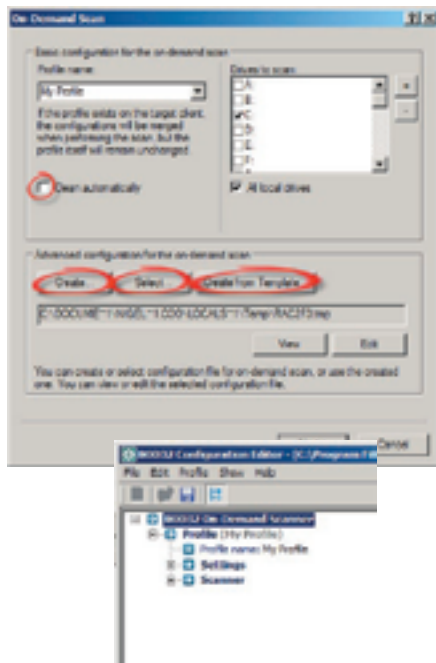 On-Demand Scan
Basic configuration for the on-demand scan
Profile name:
My Profile
If the profile exists on the target client,
the configurations will be merged
when performing the scan, but the
profile itself will remain unchanged.
Clean automatically
Drives to scan:
A:
B:
C:
D:
E:
F:
All local drives
Advanced configuration for the on-demand scan
Create...
Select...
Create from Template...
View
Edit
You can create or select configuration file for on-demand scan, or use the created
one. You can view or edit the selected configuration file.
Cancel
NOD32 Configuration Editor - [C:\Program
File Edit Profile Show Help
NOD32 On-Demand Scanner
Profile (My Profile)
Profile name: My Profile
Settings
Scanner